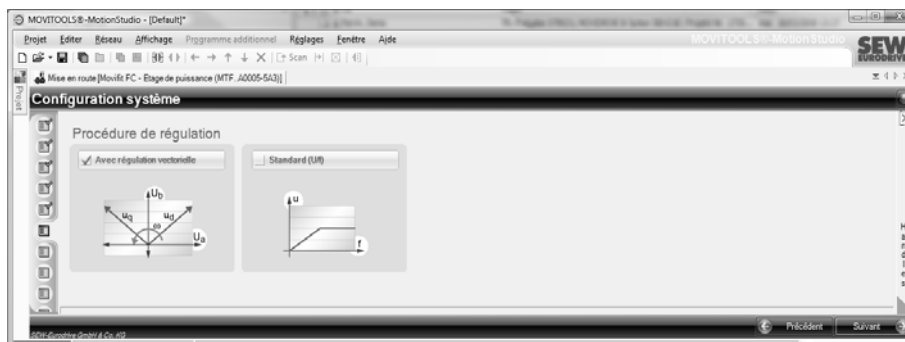 MOVITOOLS®-MotionStudio - [Default]*
Projet Editer Réseau Affichage Programme additionnel Réglages Fenêtre Aide
MOVITOOLS®-MotionStudio
SEW
EURODRIVE
Scan
Mise en route [Movifit FC - Etage de puissance (MTF..A0005-5A3)]
Projet
Configuration système
Procédure de régulation
Avec régulation vectorielle
Standard (U/f)
Ub
uq
ud
ω
Ua
u
f
Précédent
Suivant
SEW-Eurodrive GmbH & Co. KG